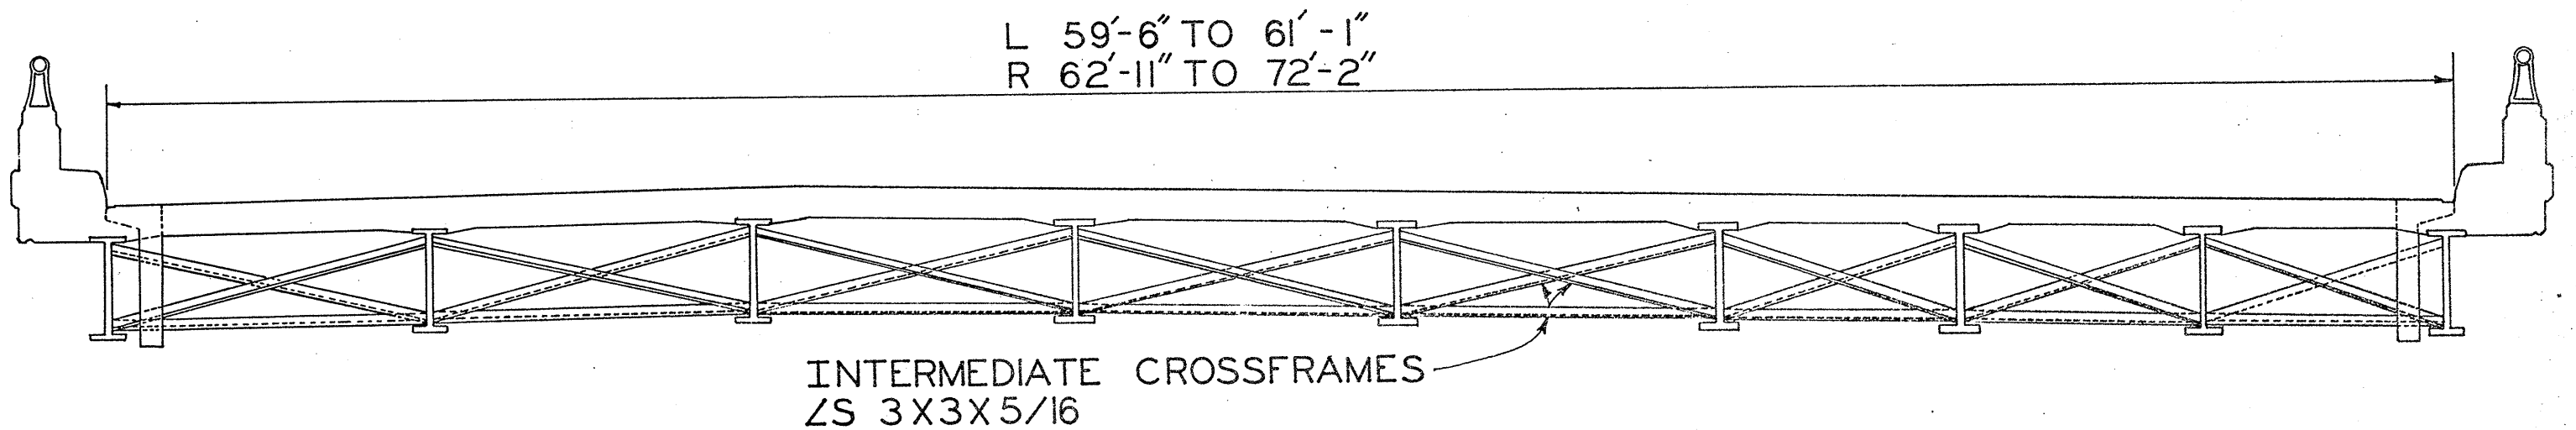 L 59'-6" TO 61'-1"
R 62'-11" TO 72'-2"
INTERMEDIATE CROSSFRAMES
∠S 3X3X5/16